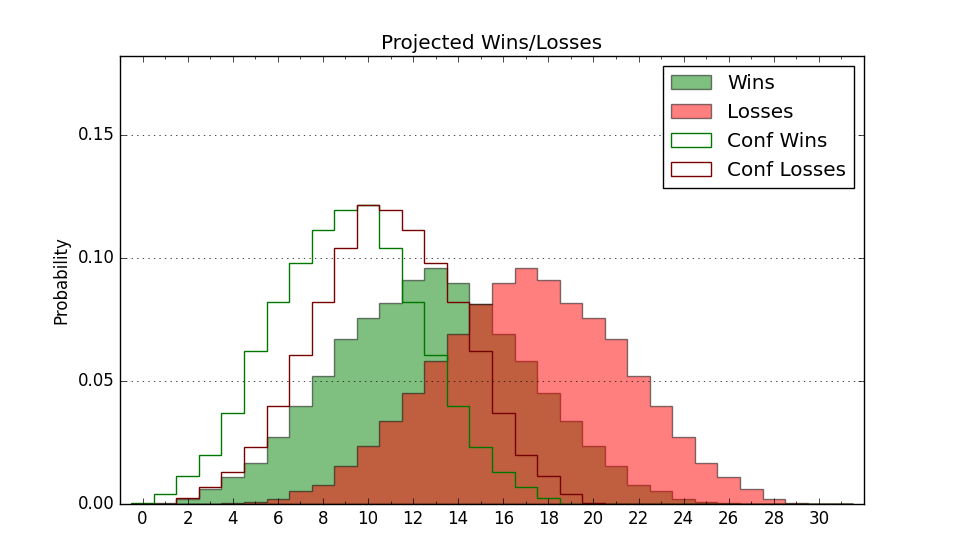 Projected Wins/Losses
Wins
Losses
Conf Wins
Conf Losses
Probability
0.15
0.10
0.05
0.00
0 2 4 6 8 10 12 14 16 18 20 22 24 26 28 30